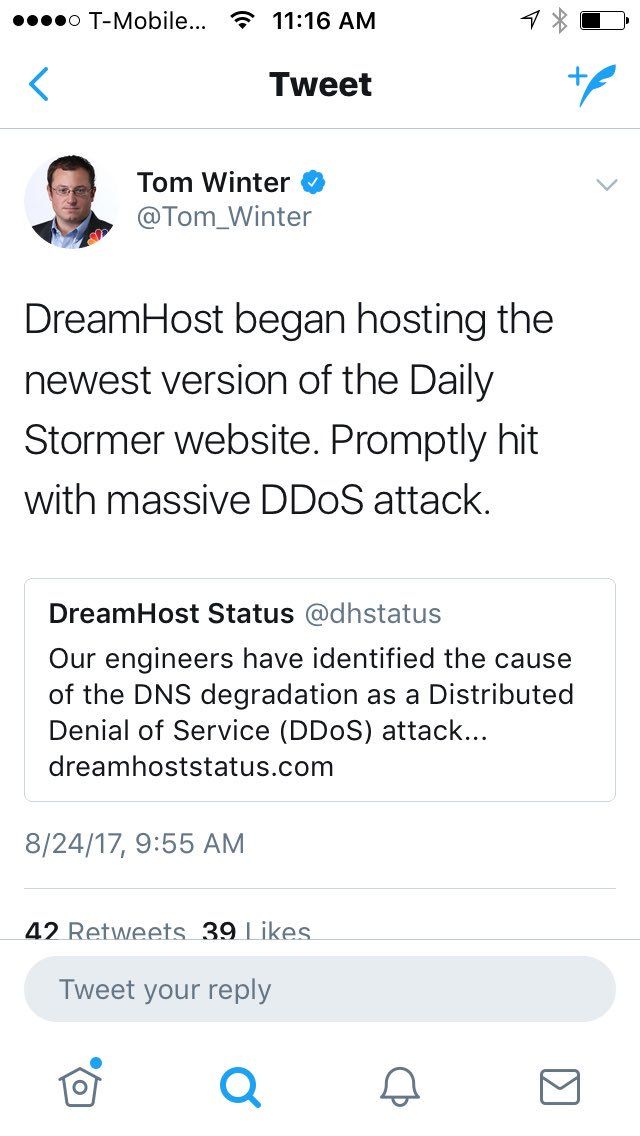 T-Mobile... 11:16 AM
Tweet
Tom Winter
@Tom_Winter
DreamHost began hosting the
newest version of the Daily
Stormer website. Promptly hit
with massive DDoS attack.
DreamHost Status @dhstatus
Our engineers have identified the cause
of the DNS degradation as a Distributed
Denial of Service (DDoS) attack...
dreamhoststatus.com
8/24/17, 9:55 AM
42 Retweets 39 Likes
Tweet your reply